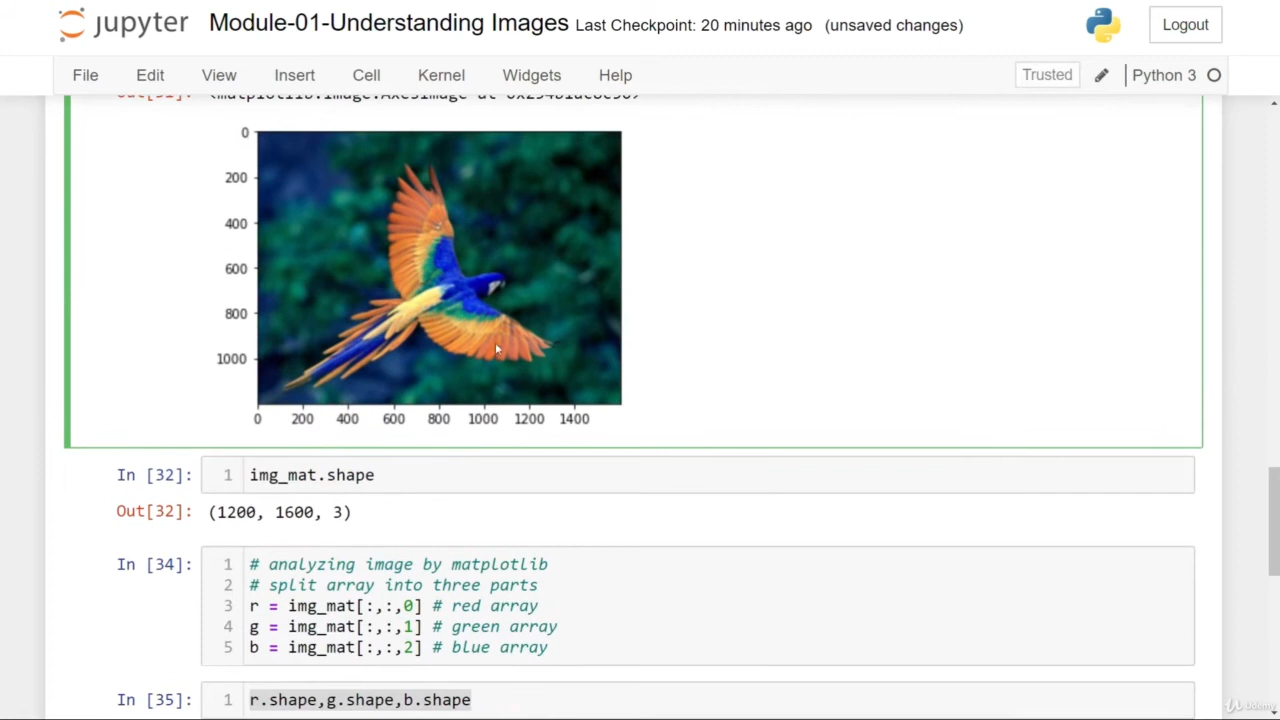 jupyter Module-01-Understanding Images Last Checkpoint: 20 minutes ago (unsaved changes) Logout
File Edit View Insert Cell Kernel Widgets Help Trusted Python 3
0
200
400
600
800
1000
0 200 400 600 800 1000 1200 1400
In [32]: 1 img_mat.shape
Out[32]: (1200, 1600, 3)
In [34]: 1 # analyzing image by matplotlib
2 # split array into three parts
3 r = img_mat[:,:,0] # red array
4 g = img_mat[:,:,1] # green array
5 b = img_mat[:,:,2] # blue array
In [35]: 1 r.shape,g.shape,b.shape
Udemy